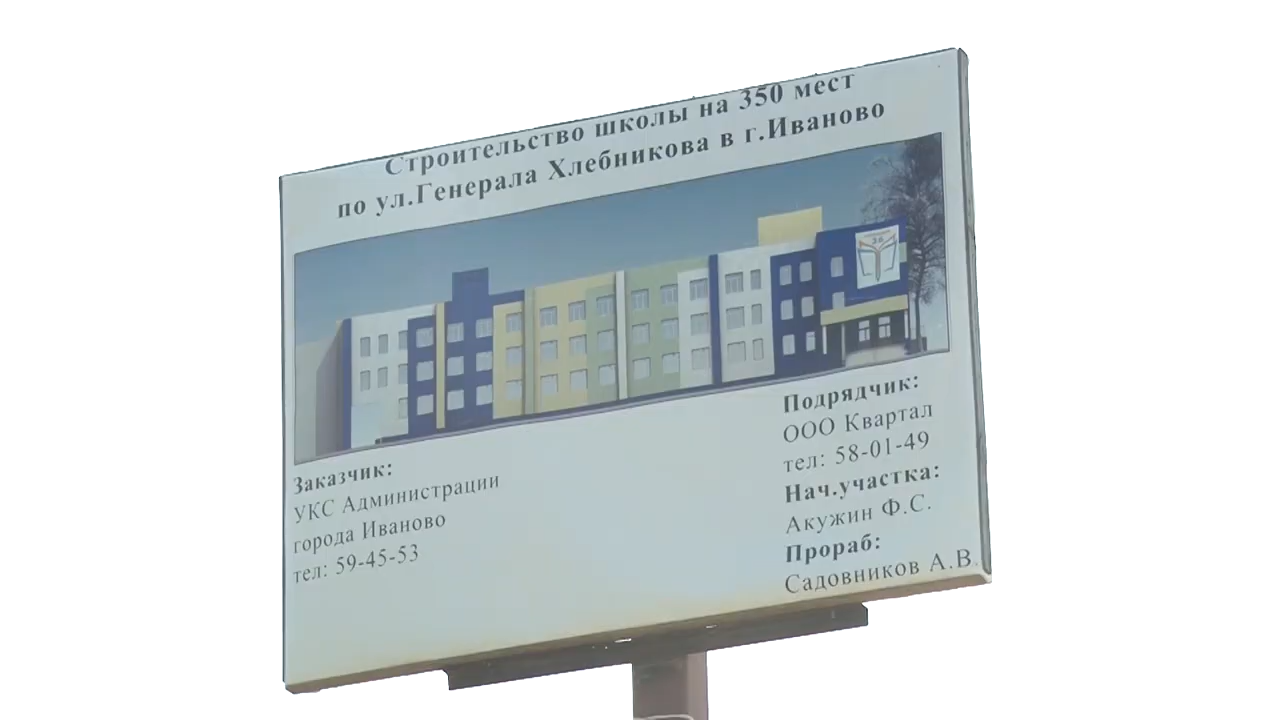 Строительство школы на 350 мест
по ул.Генерала Хлебникова в г.Иваново
Заказчик:
УКС Администрации
города Иваново
тел: 59-45-53
Подрядчик:
ООО Квартал
тел: 58-01-49
Нач.участка:
Акужин Ф.С.
Прораб:
Садовников А.В.